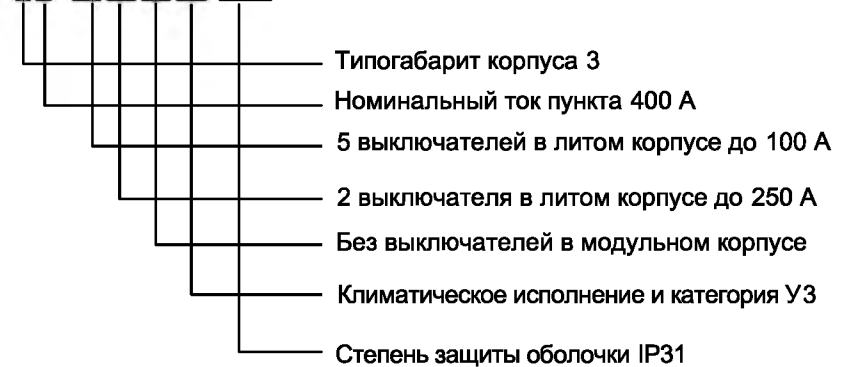 Типогабарит корпуса 3
Номинальный ток пункта 400 А
5 выключателей в литом корпусе до 100 А
2 выключателя в литом корпусе до 250 А
Без выключателей в модульном корпусе
Климатическое исполнение и категория У3
Степень защиты оболочки IP31